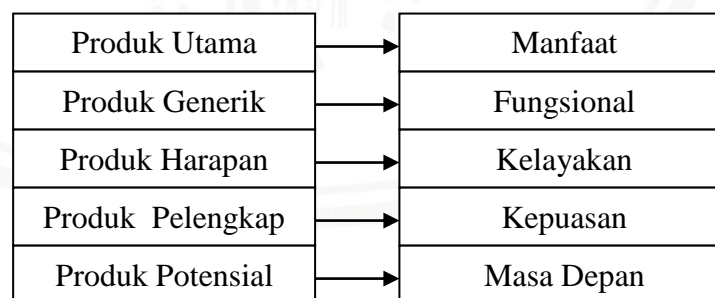 Produk Utama Manfaat
Produk Generik Fungsional
Produk Harapan Kelayakan
Produk Pelengkap Kepuasan
Produk Potensial Masa Depan